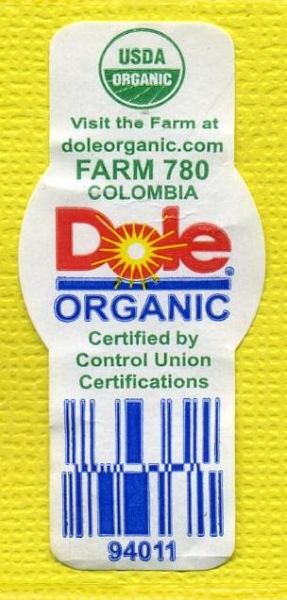 USDA
ORGANIC
Visit the Farm at
doleorganic.com
FARM 780
COLOMBIA
Dole®
ORGANIC
Certified by
Control Union
Certifications
94011